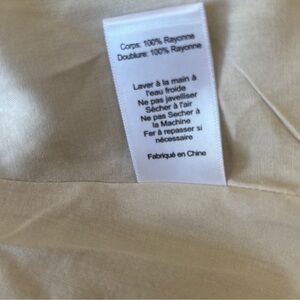 Corps: 100% Rayonne
Doublure: 100% Rayonne
Laver à la main à
l'eau froide
Ne pas javelliser
Sècher à l'air
Ne pas Secher à
la Machine
Fer à repasser si
nécessaire
Fabriqué en Chine